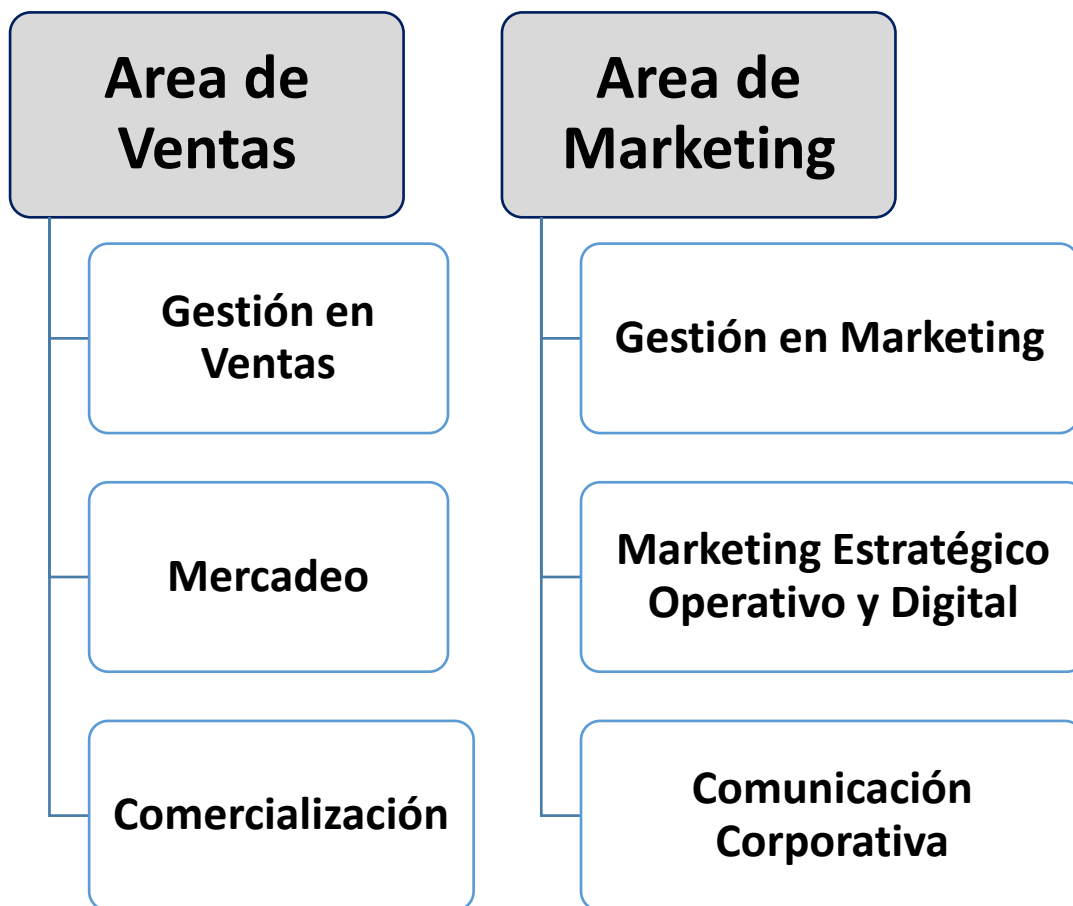 Area de
Ventas
Gestión en
Ventas
Mercadeo
Comercialización
Area de
Marketing
Gestión en Marketing
Marketing Estratégico
Operativo y Digital
Comunicación
Corporativa